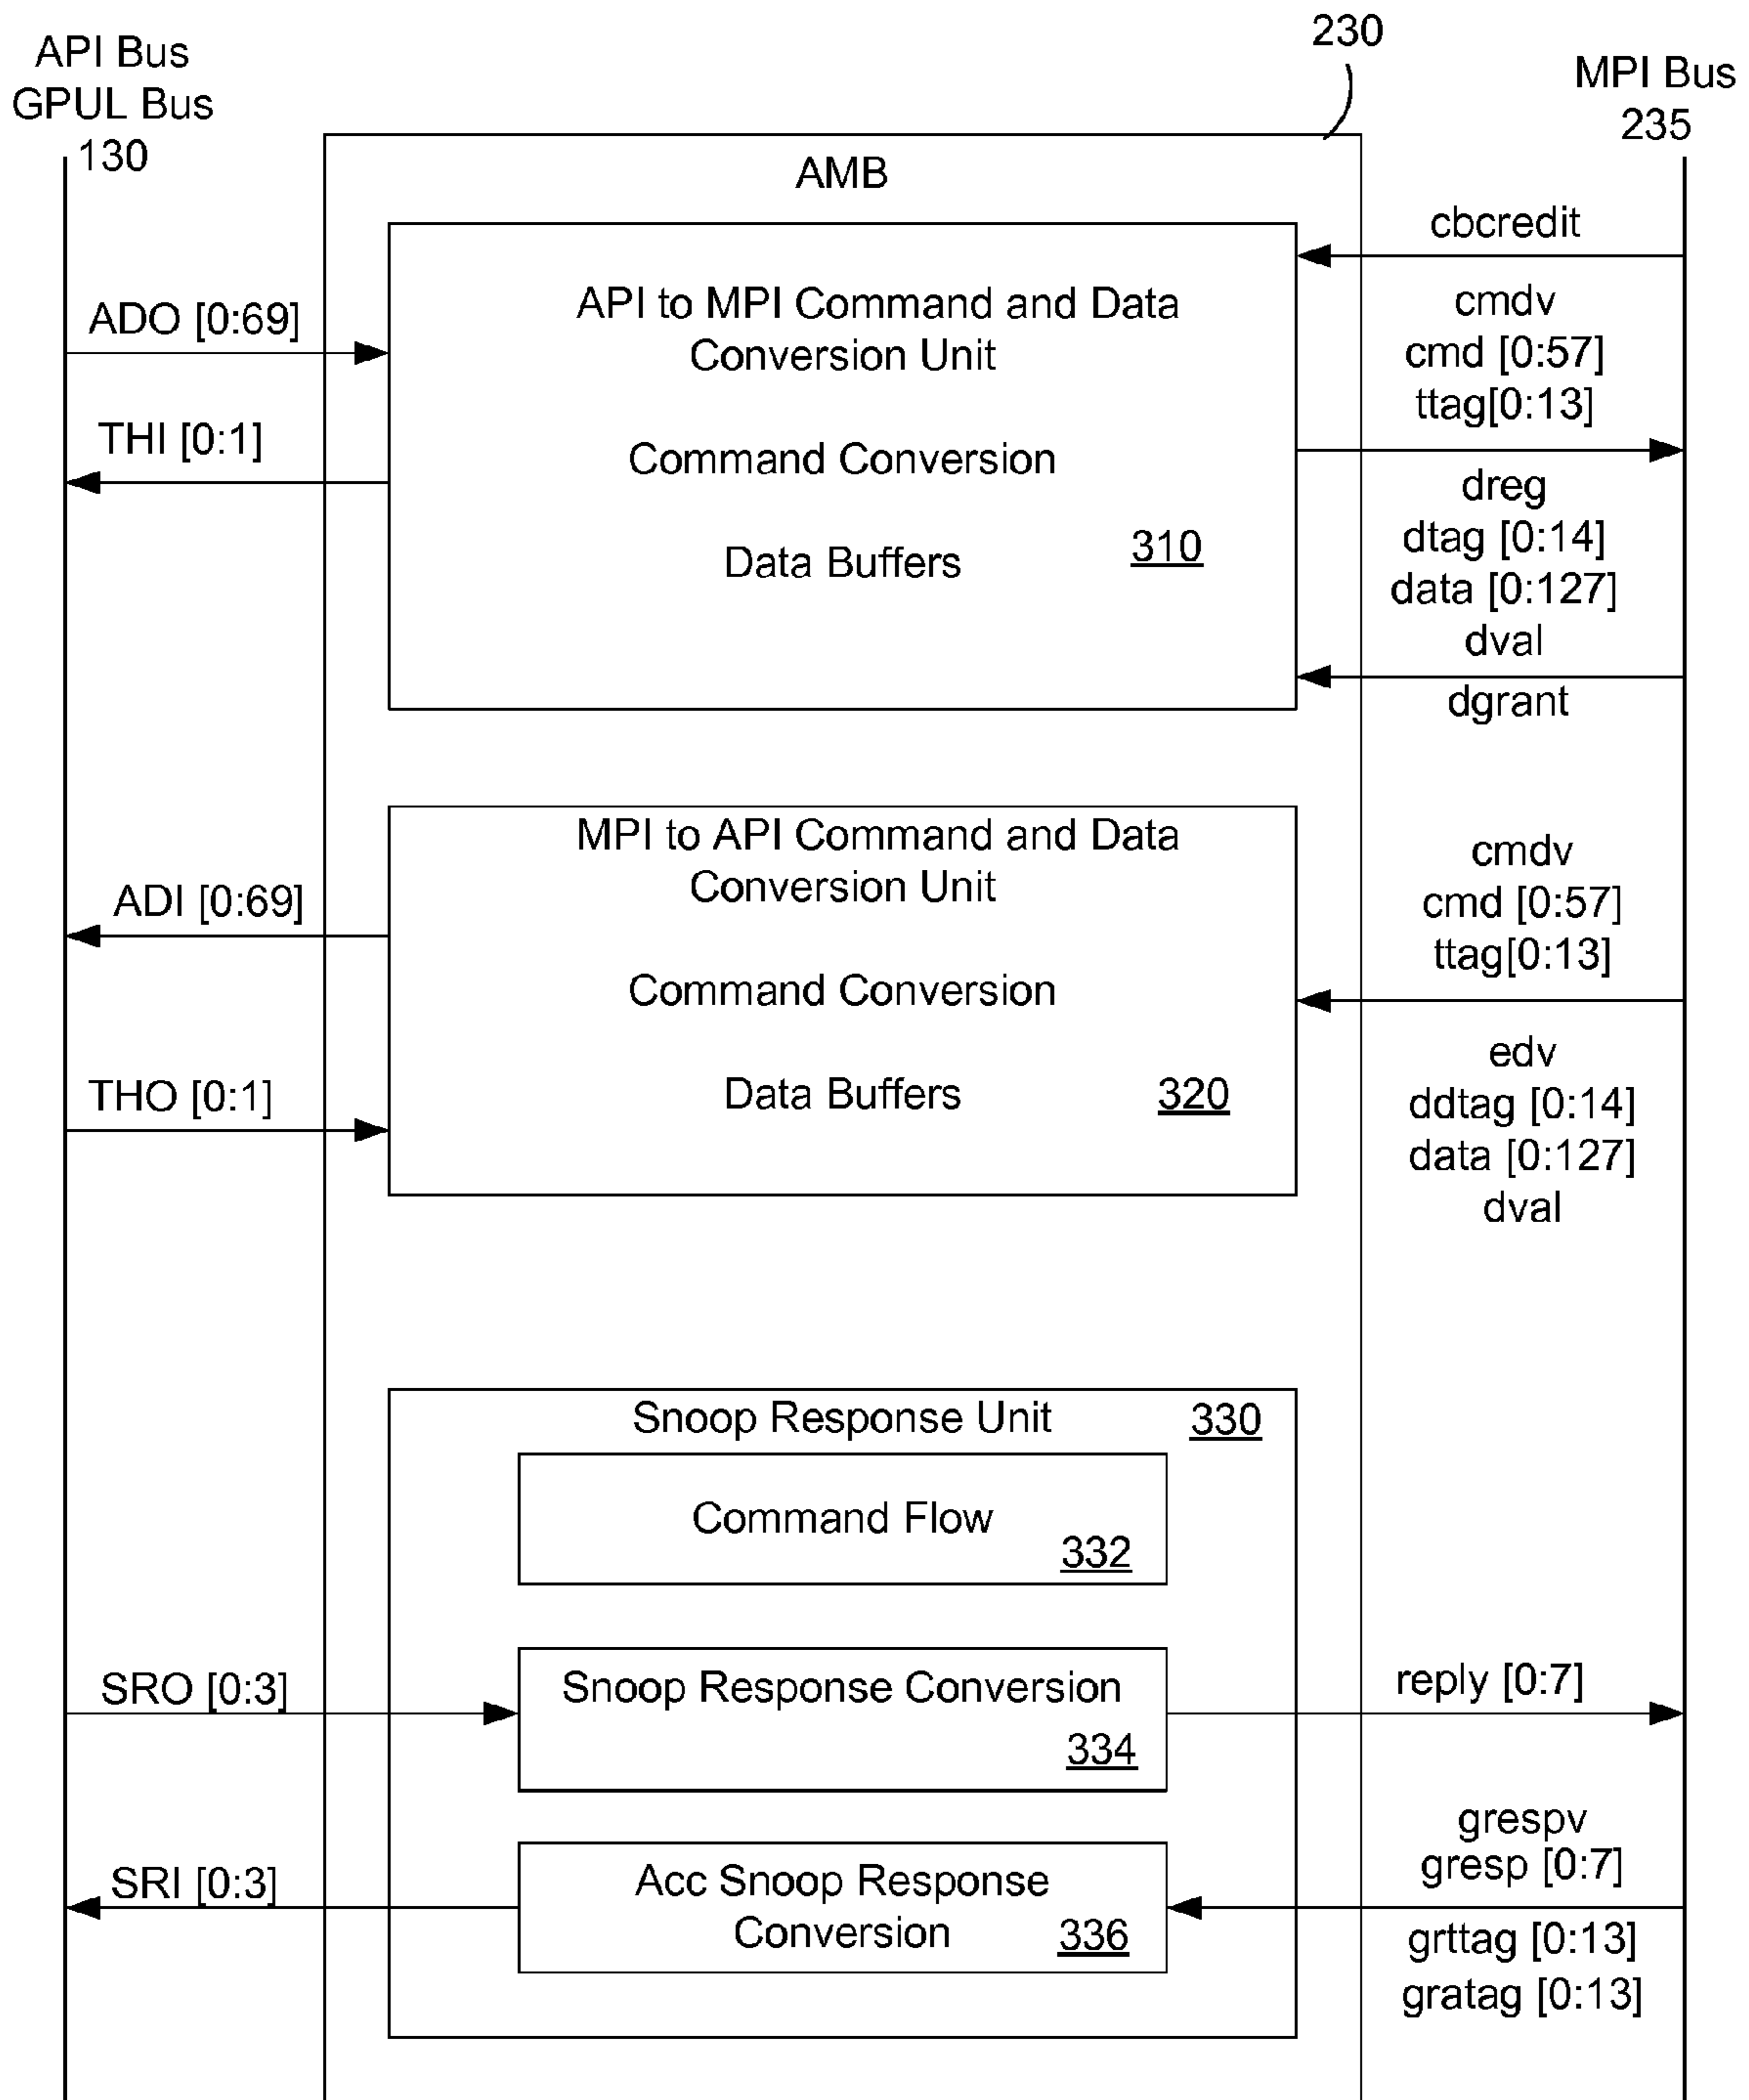 API Bus
GPUL Bus
130
230
MPI Bus
235
AMB
cbcredit
API to MPI Command and Data
Conversion Unit
Command Conversion
Data Buffers
310
ADO [0:69]
THI [0:1]
cmdv
cmd [0:57]
ttag[0:13]
dreg
dtag [0:14]
data [0:127]
dval
dgrant
MPI to API Command and Data
Conversion Unit
Command Conversion
Data Buffers
320
ADI [0:69]
THO [0:1]
cmdv
cmd [0:57]
ttag[0:13]
edv
ddtag [0:14]
data [0:127]
dval
Snoop Response Unit
330
Command Flow
332
SRO [0:3]
Snoop Response Conversion
334
reply [0:7]
SRI [0:3]
Acc Snoop Response
Conversion
336
grespv
gresp [0:7]
grttag [0:13]
gratag [0:13]